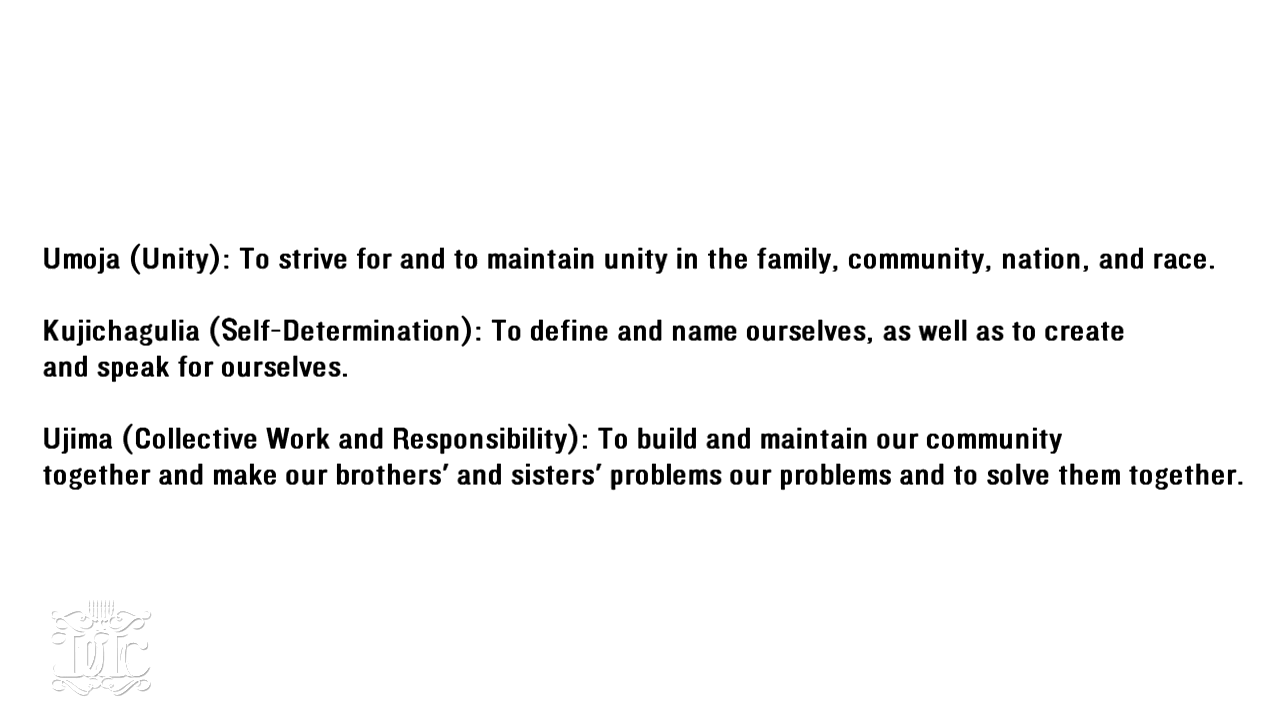 Umoja (Unity): To strive for and to maintain unity in the family, community, nation, and race.
Kujichagulia (Self-Determination): To define and name ourselves, as well as to create
and speak for ourselves.
Ujima (Collective Work and Responsibility): To build and maintain our community
together and make our brothers’ and sisters’ problems our problems and to solve them together.